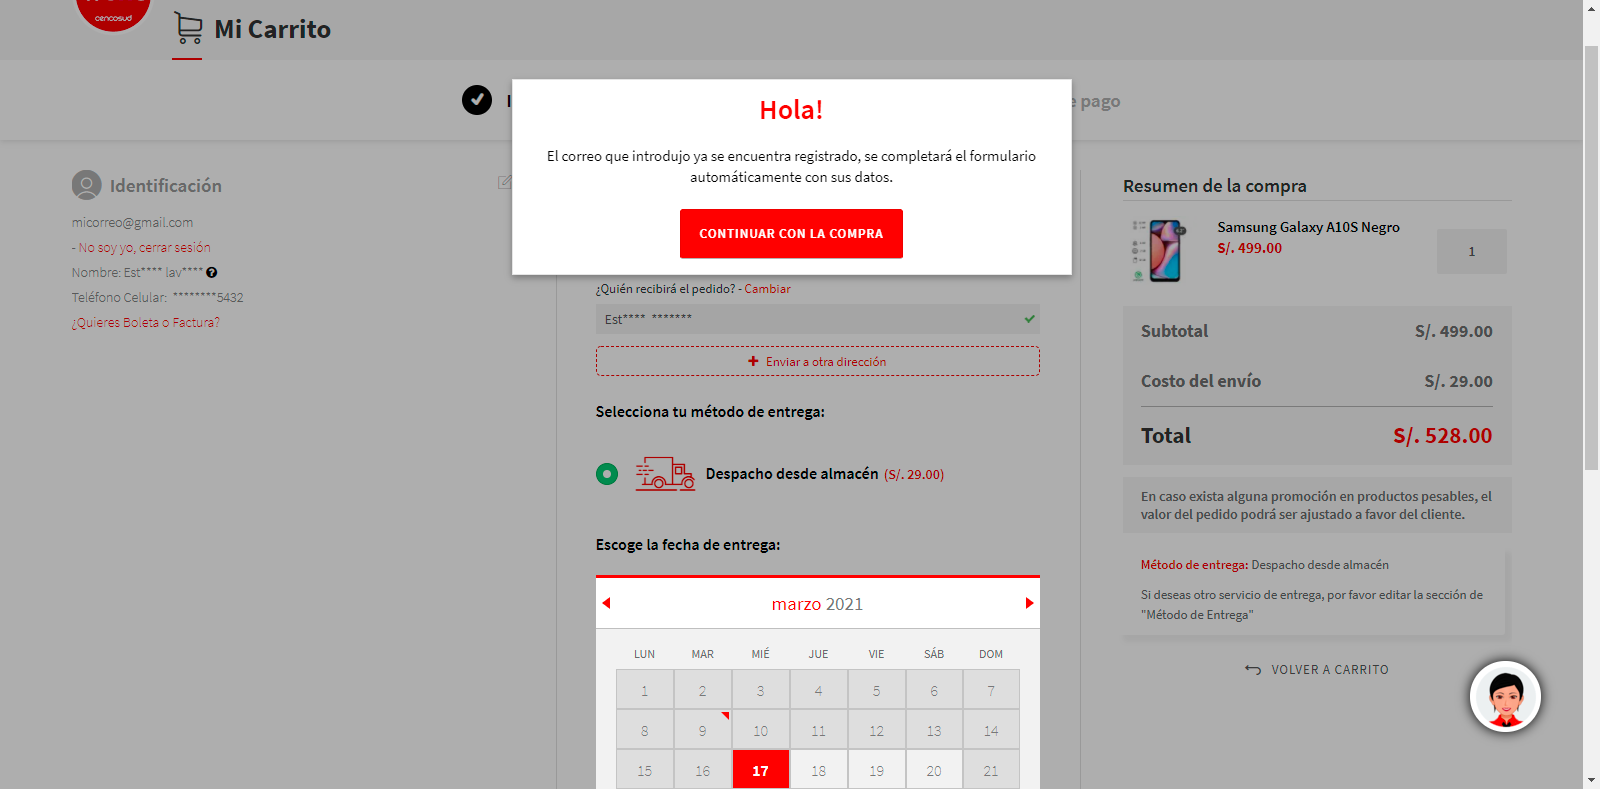 cencosud
Mi Carrito
Hola!
El correo que introdujo ya se encuentra registrado, se completará el formulario
automáticamente con sus datos.
CONTINUAR CON LA COMPRA
pago
Identificación
micorreo@gmail.com
- No soy yo, cerrar sesión
Nombre: Est**** lav****
Teléfono Celular: ********5432
¿Quieres Boleta o Factura?
¿Quién recibirá el pedido? - Cambiar
Est**** *******
+ Enviar a otra dirección
Selecciona tu método de entrega:
Despacho desde almacén (S/. 29.00)
Escoge la fecha de entrega:
marzo 2021
LUN MAR MIÉ JUE VIE SÁB DOM
1 2 3 4 5 6 7
8 9 10 11 12 13 14
15 16 17 18 19 20 21
Resumen de la compra
Samsung Galaxy A10S Negro
S/. 499.00
1
Subtotal S/. 499.00
Costo del envío S/. 29.00
Total S/. 528.00
En caso exista alguna promoción en productos pesables, el
valor del pedido podrá ser ajustado a favor del cliente.
Método de entrega: Despacho desde almacén
Si deseas otro servicio de entrega, por favor editar la sección de
"Método de Entrega"
VOLVER A CARRITO